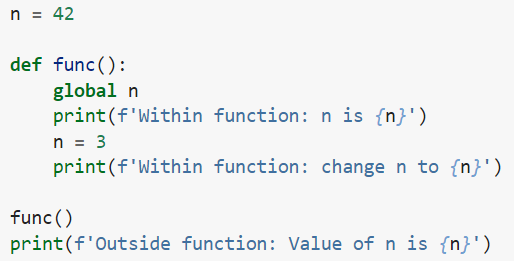 n = 42
def func():
    global n
    print(f'Within function: n is {n}')
    n = 3
    print(f'Within function: change n to {n}')
func()
print(f'Outside function: Value of n is {n}')